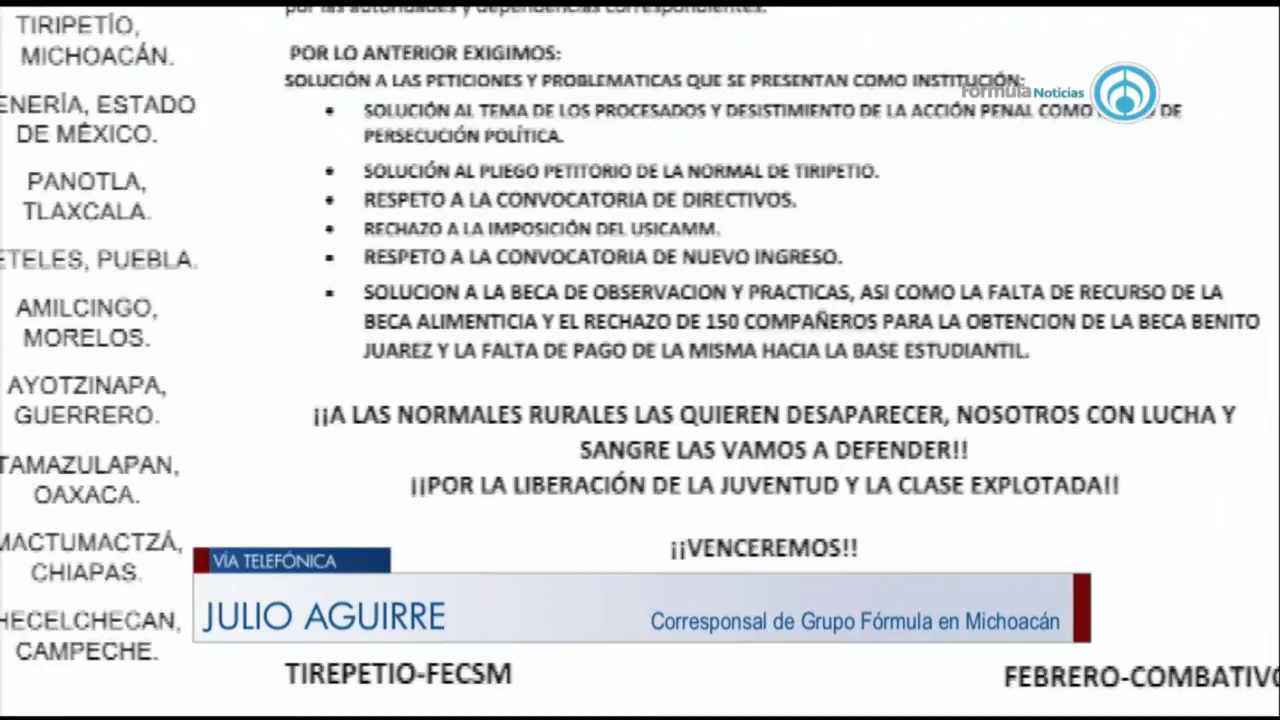 TIRIPETÍO,
MICHOACÁN.
ENERÍA, ESTADO
DE MÉXICO.
PANOTLA,
TLAXCALA.
ETELES, PUEBLA.
AMILCINGO,
MORELOS.
AYOTZINAPA,
GUERRERO.
TAMAZULAPAN,
OAXACA.
MACTUMACTZÁ,
CHIAPAS.
HECELCHECAN,
CAMPECHE.
por las autoridades y dependencias correspondientes.
POR LO ANTERIOR EXIGIMOS:
SOLUCIÓN A LAS PETICIONES Y PROBLEMATICAS QUE SE PRESENTAN COMO INSTITUCIÓN:
• SOLUCIÓN AL TEMA DE LOS PROCESADOS Y DESISTIMIENTO DE LA ACCIÓN PENAL COMO DE
PERSECUCIÓN POLÍTICA.
• SOLUCIÓN AL PLIEGO PETITORIO DE LA NORMAL DE TIRIPETIO.
• RESPETO A LA CONVOCATORIA DE DIRECTIVOS.
• RECHAZO A LA IMPOSICIÓN DEL USICAMM.
• RESPETO A LA CONVOCATORIA DE NUEVO INGRESO.
• SOLUCION A LA BECA DE OBSERVACION Y PRACTICAS, ASI COMO LA FALTA DE RECURSO DE LA
BECA ALIMENTICIA Y EL RECHAZO DE 150 COMPAÑEROS PARA LA OBTENCION DE LA BECA BENITO
JUAREZ Y LA FALTA DE PAGO DE LA MISMA HACIA LA BASE ESTUDIANTIL.
¡¡A LAS NORMALES RURALES LAS QUIEREN DESAPARECER, NOSOTROS CON LUCHA Y
SANGRE LAS VAMOS A DEFENDER!!
¡¡POR LA LIBERACIÓN DE LA JUVENTUD Y LA CLASE EXPLOTADA!!
¡¡VENCEREMOS!!
TIREPETIO-FECSM
FEBRERO-COMBATIVO
Fórmula Noticias
VÍA TELEFÓNICA
JULIO AGUIRRE
Corresponsal de Grupo Fórmula en Michoacán